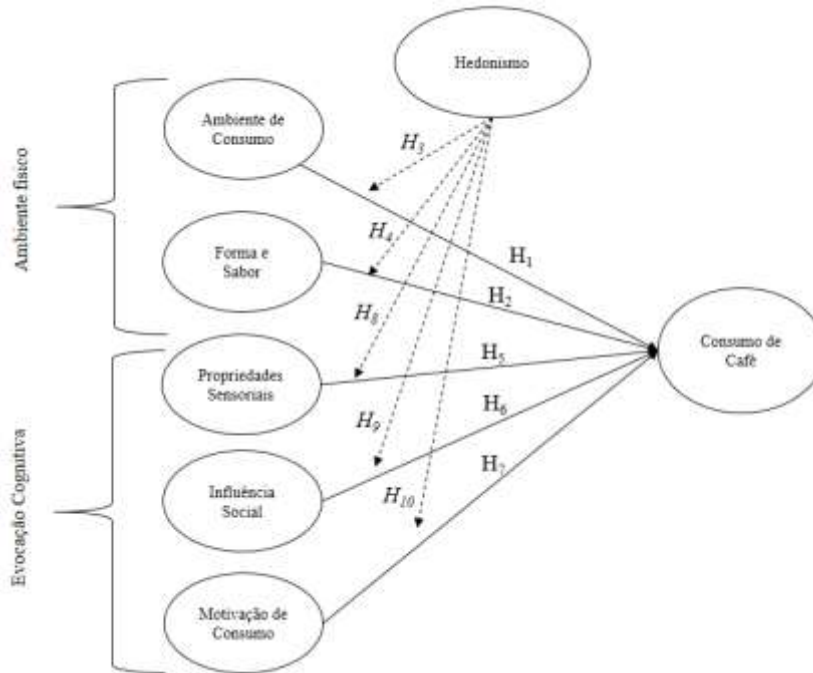 Hedonismo
Ambiente físico
Ambiente de
Consumo
H3
H4
H1
Forma e
Sabor
H2
H8
Consumo de
Café
Evocação Cognitiva
Propriedades
Sensoriais
H5
H9
H6
Influência
Social
H10
H7
Motivação de
Consumo